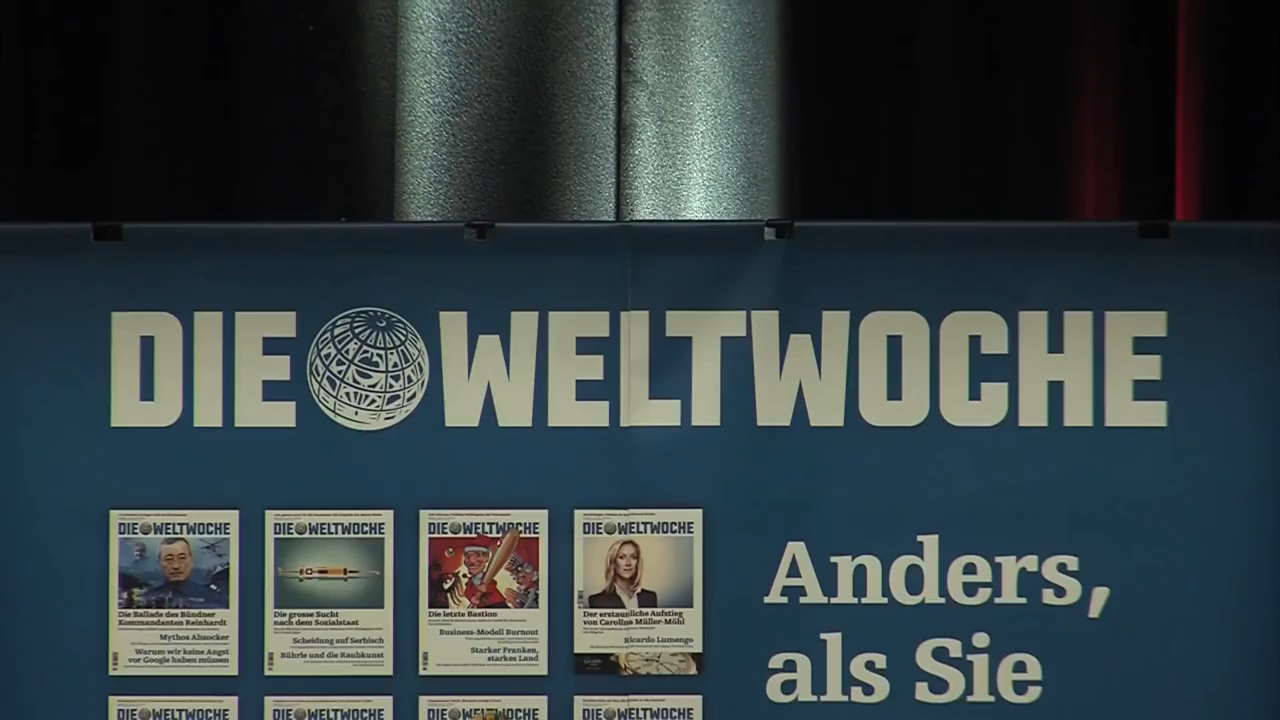 DIE WELTWOCHE
DIE WELTWOCHE
Die Ballade des Bündner
Kommandanten Reinhardt
Mythos Abzocker
Warum wir keine Angst
vor Google haben müssen
DIE WELTWOCHE
Die grosse Sucht
nach dem Sozialstaat
Scheidung auf Serbisch
Bührle und die Raubkunst
DIE WELTWOCHE
Die letzte Bastion
Business-Modell Burnout
Starker Franken,
starkes Land
DIE WELTWOCHE
Der erstaunliche Aufstieg
von Carolina Müller-Möhl
Ricardo Lumengo
Anders,
als Sie
DIE WELTWOCHE
DIE WELTWOCHE
DIE WELTWOCHE
DIE WELTWOCHE